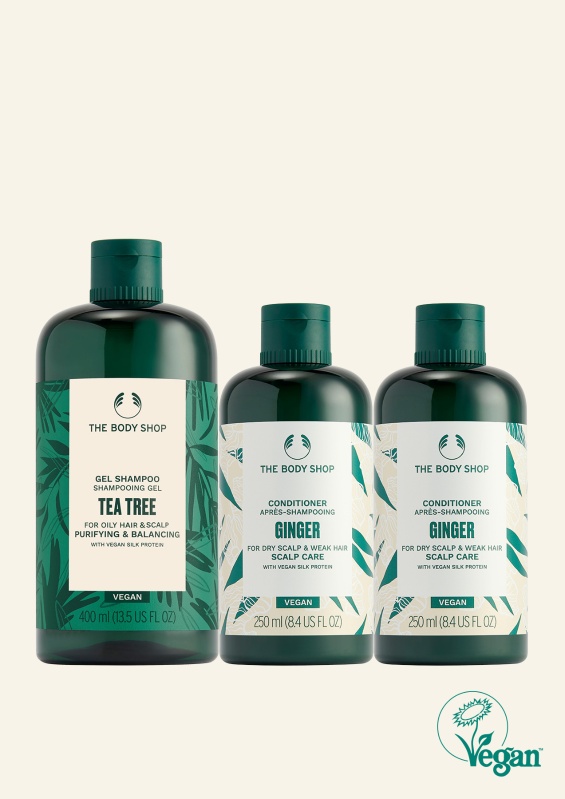 THE BODY SHOP
GEL SHAMPOO
SHAMPOOING GEL
TEA TREE
FOR OILY HAIR & SCALP
PURIFYING & BALANCING
WITH VEGAN SILK PROTEIN
VEGAN
400 ml (13.5 US FL OZ)
THE BODY SHOP
CONDITIONER
APRÈS-SHAMPOOING
GINGER
FOR DRY SCALP & WEAK HAIR
SCALP CARE
WITH VEGAN SILK PROTEIN
VEGAN
250 ml (8.4 US FL OZ)
THE BODY SHOP
CONDITIONER
APRÈS-SHAMPOOING
GINGER
FOR DRY SCALP & WEAK HAIR
SCALP CARE
WITH VEGAN SILK PROTEIN
VEGAN
250 ml (8.4 US FL OZ)
Vegan™